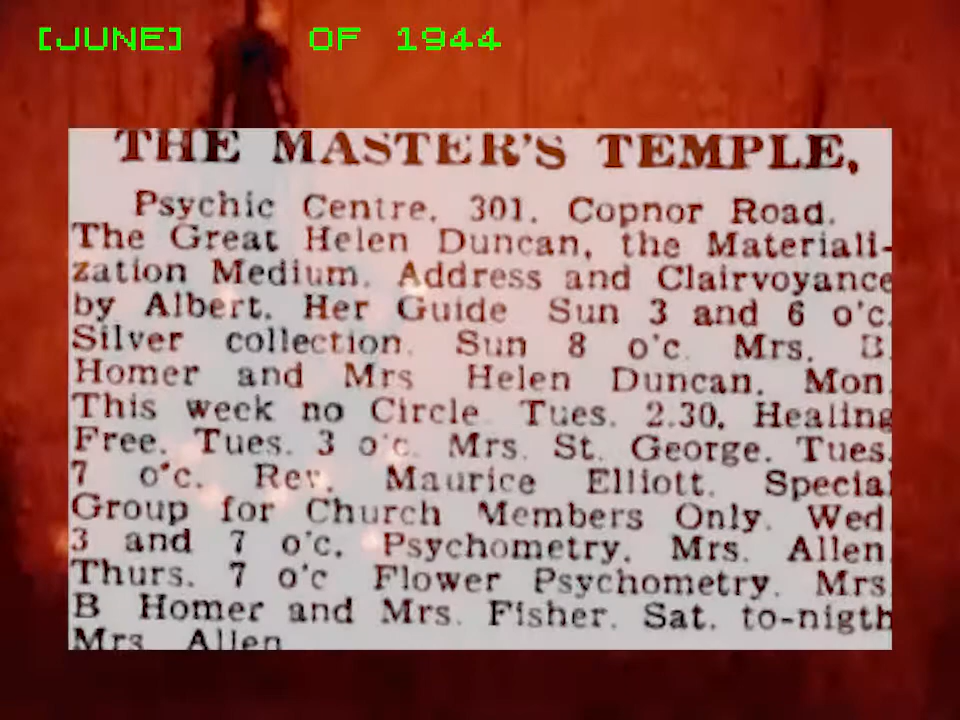 [JUNE] OF 1944
THE MASTER'S TEMPLE,
Psychic Centre, 301, Copnor Road.
The Great Helen Duncan, the Materiali-
zation Medium. Address and Clairvoyance
by Albert. Her Guide Sun 3 and 6 o'c.
Silver collection. Sun 8 o'c. Mrs. B.
Homer and Mrs Helen Duncan. Mon.
This week no Circle. Tues. 2.30, Healing
Free. Tues. 3 o'c. Mrs. St. George. Tues.
7 o'c. Rev. Maurice Elliott. Special
Group for Church Members Only. Wed
3 and 7 o'c. Psychometry. Mrs. Allen.
Thurs. 7 o'c Flower Psychometry. Mrs.
B Homer and Mrs. Fisher. Sat. to-nigth
Mrs Allen